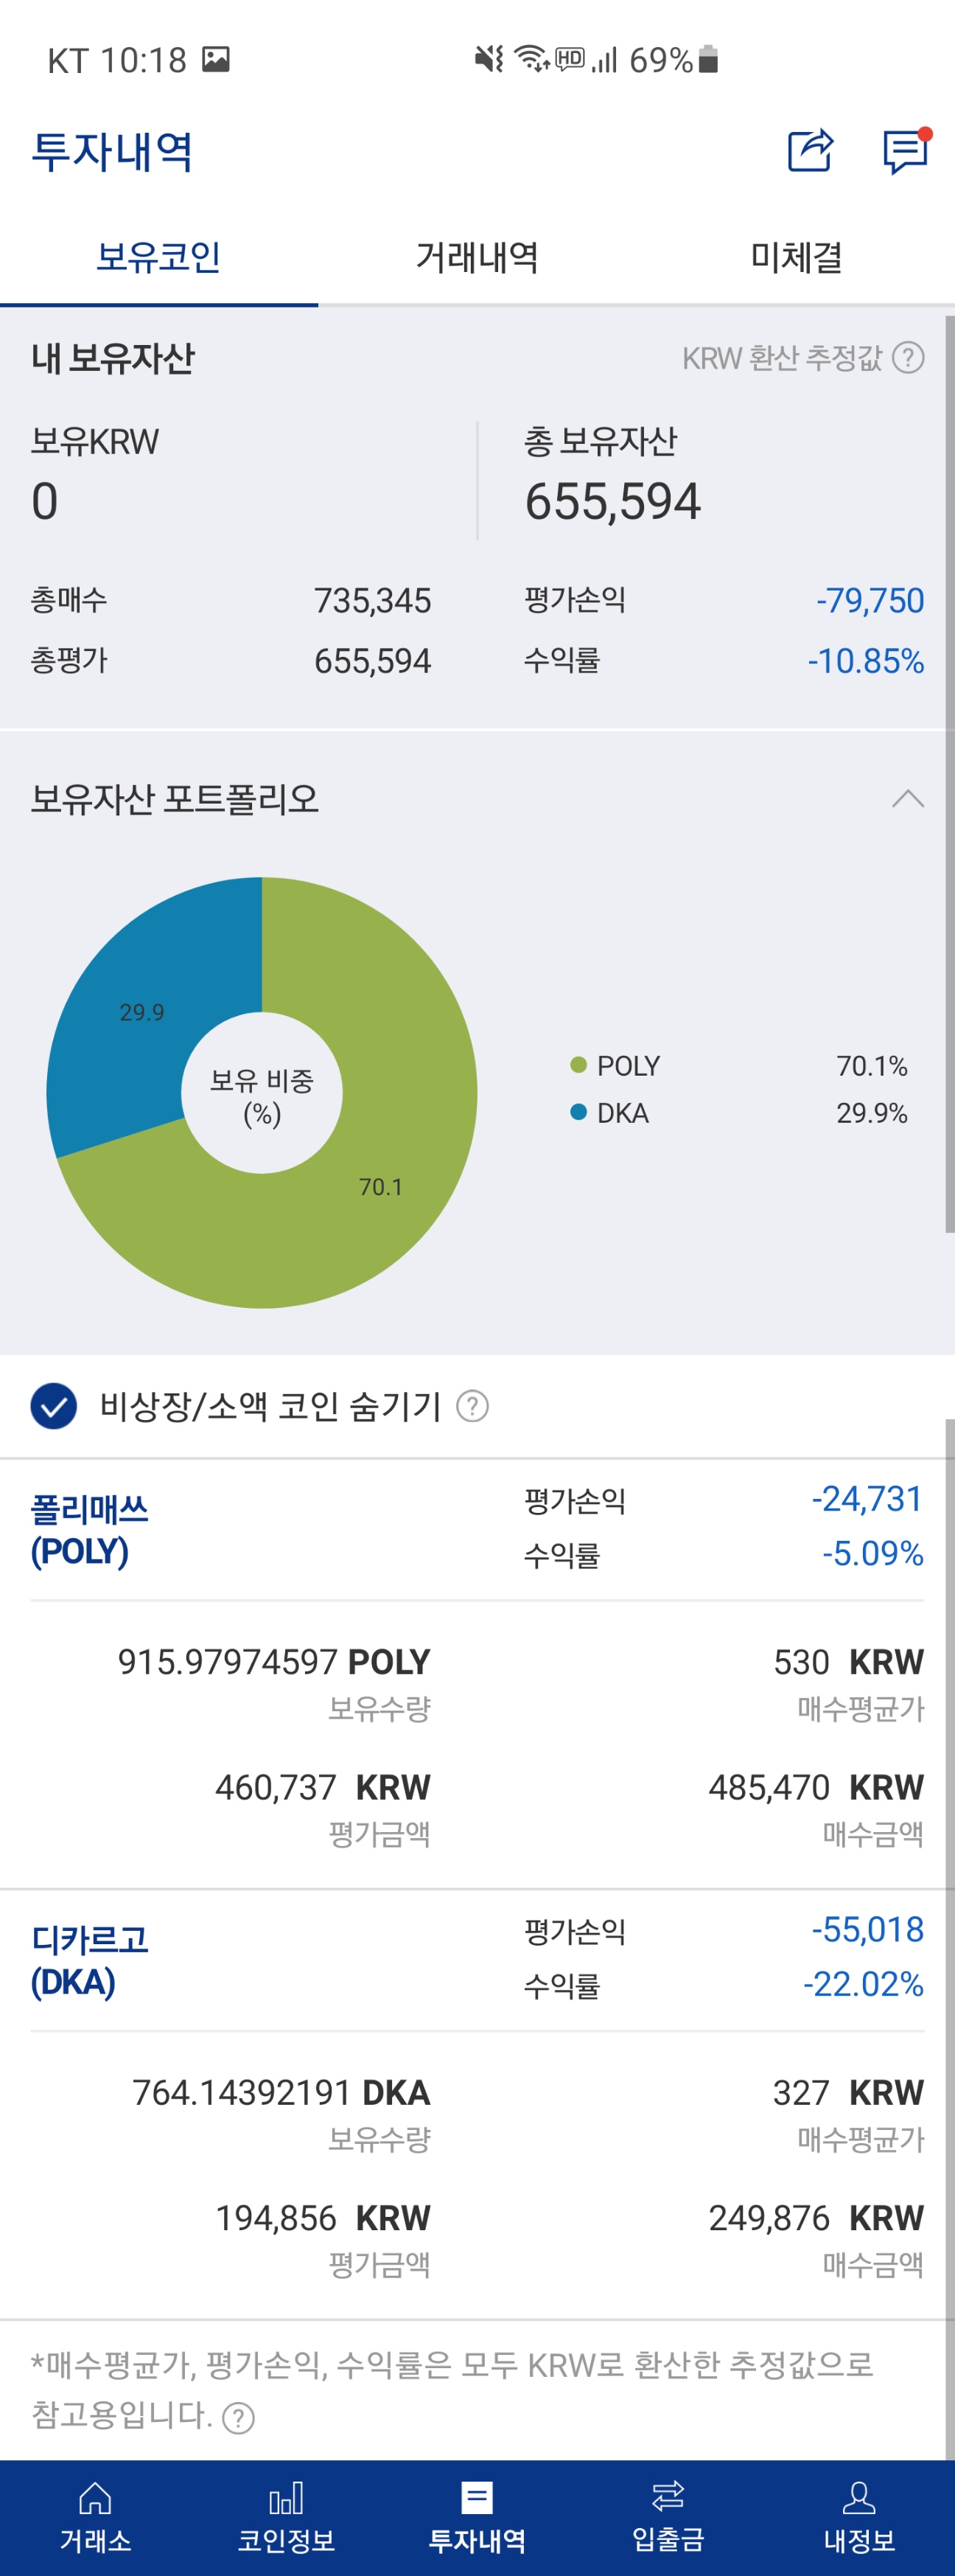 KT 10:18 HD 69%
투자내역
보유코인 거래내역 미체결
내 보유자산 KRW 환산 추정값 ?
보유KRW 총 보유자산
0 655,594
총매수 735,345 평가손익 -79,750
총평가 655,594 수익률 -10.85%
보유자산 포트폴리오
29.9
보유 비중
(%)
70.1
POLY 70.1%
DKA 29.9%
비상장/소액 코인 숨기기 ?
폴리매쓰 평가손익 -24,731
(POLY) 수익률 -5.09%
915.97974597 POLY 530 KRW
보유수량 매수평균가
460,737 KRW 485,470 KRW
평가금액 매수금액
디카르고 평가손익 -55,018
(DKA) 수익률 -22.02%
764.14392191 DKA 327 KRW
보유수량 매수평균가
194,856 KRW 249,876 KRW
평가금액 매수금액
*매수평균가, 평가손익, 수익률은 모두 KRW로 환산한 추정값으로
참고용입니다. ?
거래소 코인정보 투자내역 입출금 내정보